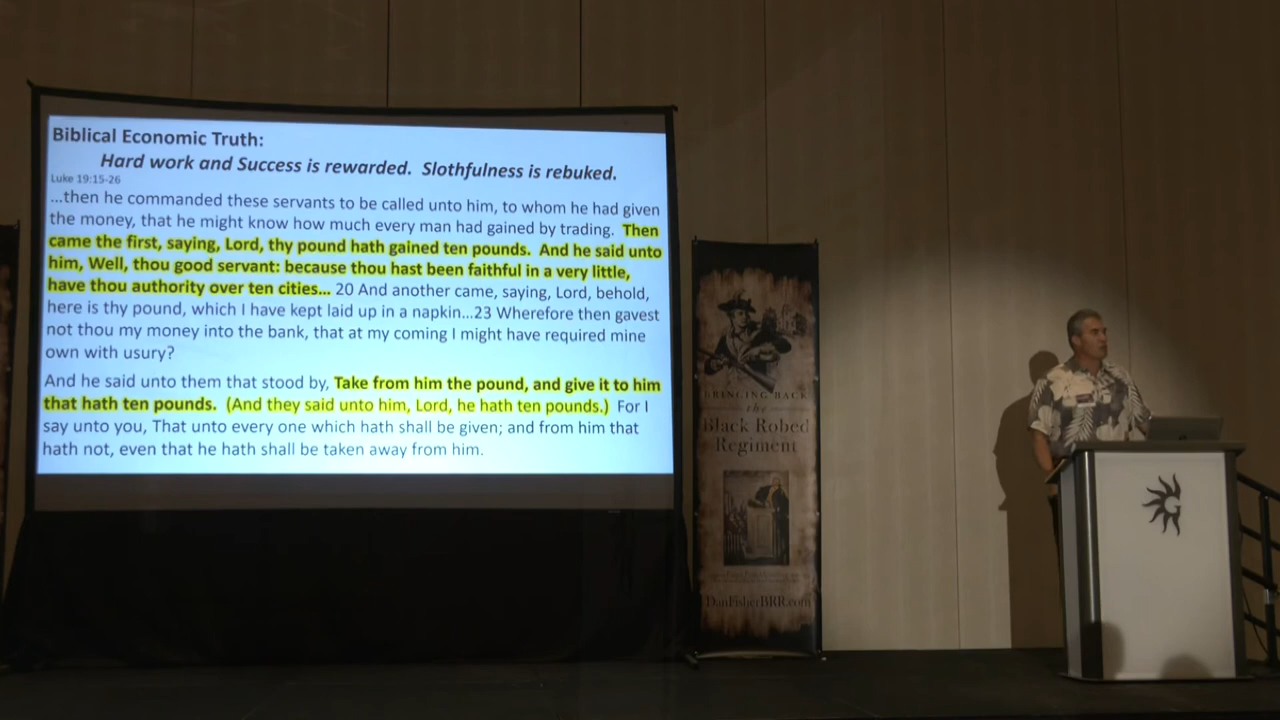 Biblical Economic Truth:
Hard work and Success is rewarded. Slothfulness is rebuked.
Luke 19:15-26
...then he commanded these servants to be called unto him, to whom he had given
the money, that he might know how much every man had gained by trading. Then
came the first, saying, Lord, thy pound hath gained ten pounds. And he said unto
him, Well, thou good servant: because thou hast been faithful in a very little,
have thou authority over ten cities... 20 And another came, saying, Lord, behold,
here is thy pound, which I have kept laid up in a napkin...23 Wherefore then gavest
not thou my money into the bank, that at my coming I might have required mine
own with usury?
And he said unto them that stood by, Take from him the pound, and give it to him
that hath ten pounds. (And they said unto him, Lord, he hath ten pounds.) For I
say unto you, That unto every one which hath shall be given; and from him that
hath not, even that he hath shall be taken away from him.
BRINGING BACK
the
Black Robed
Regiment
DanFisherBRR.com